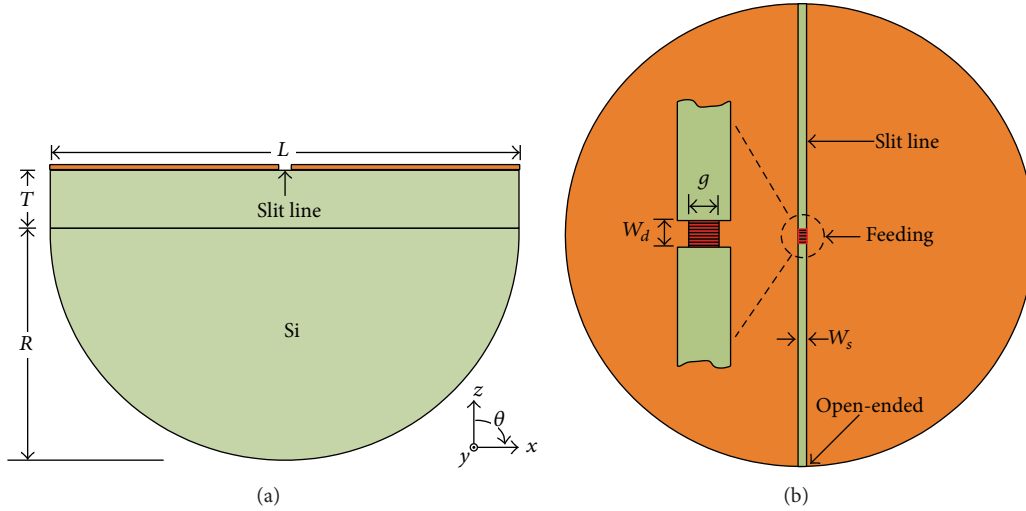 L
T
Slit line
R
Si
z
θ
y
x
(a)
Slit line
g
W_d
Feeding
W_s
Open-ended
(b)